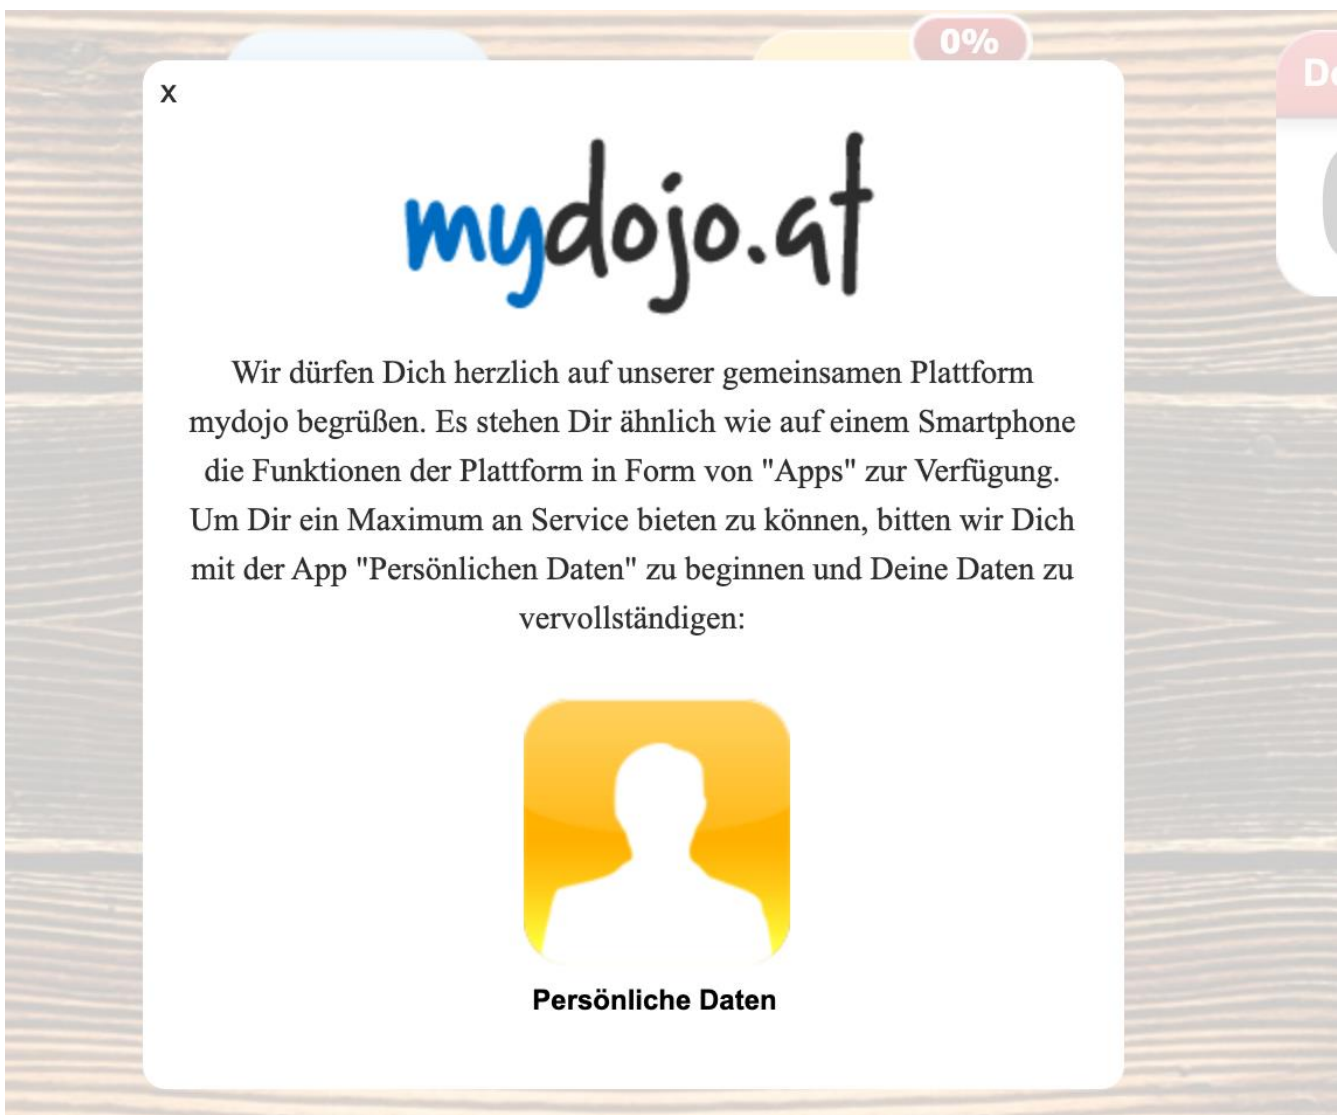 0%
X
mydojo.at
Wir dürfen Dich herzlich auf unserer gemeinsamen Plattform
mydojo begrüßen. Es stehen Dir ähnlich wie auf einem Smartphone
die Funktionen der Plattform in Form von "Apps" zur Verfügung.
Um Dir ein Maximum an Service bieten zu können, bitten wir Dich
mit der App "Persönlichen Daten" zu beginnen und Deine Daten zu
vervollständigen:
Persönliche Daten